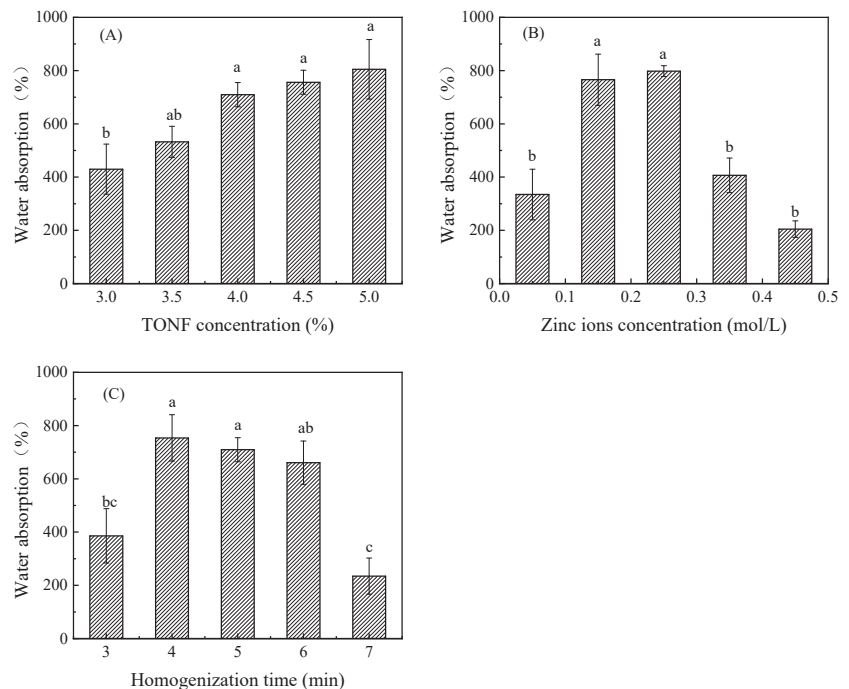 (A)
Water absorption (%)
1000
800
600
400
200
0
b
ab
a
a
a
3.0 3.5 4.0 4.5 5.0
TONF concentration (%)
(B)
Water absorption (%)
1000
800
600
400
200
0
b
a
a
b
b
0.0 0.1 0.2 0.3 0.4 0.5
Zinc ions concentration (mol/L)
(C)
Water absorption (%)
1000
800
600
400
200
0
bc
a
a
ab
c
3 4 5 6 7
Homogenization time (min)